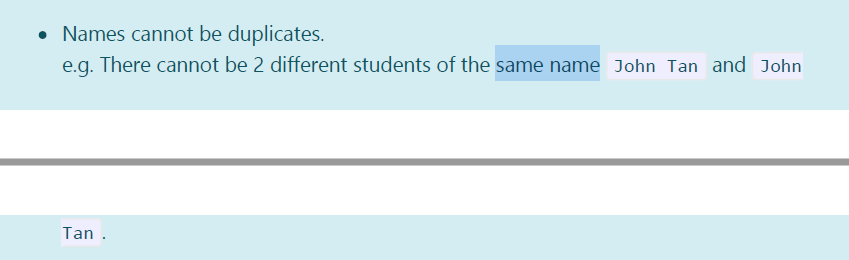 Names cannot be duplicates.
e.g. There cannot be 2 different students of the same name John Tan and John
Tan .